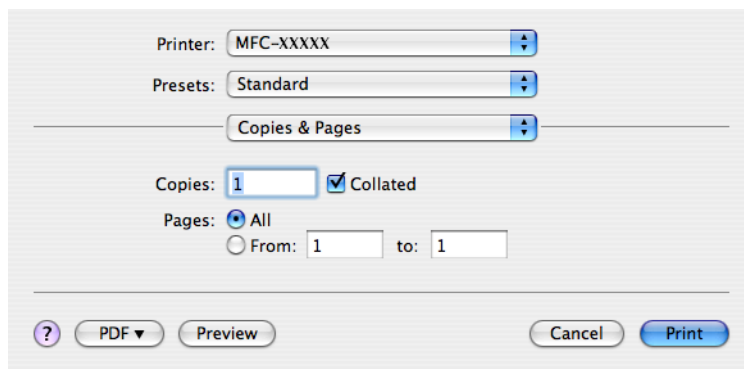 Printer: MFC-XXXXX
Presets: Standard
Copies & Pages
Copies: 1 Collated
Pages: All
From: 1 to: 1
? PDF▼ Preview Cancel Print